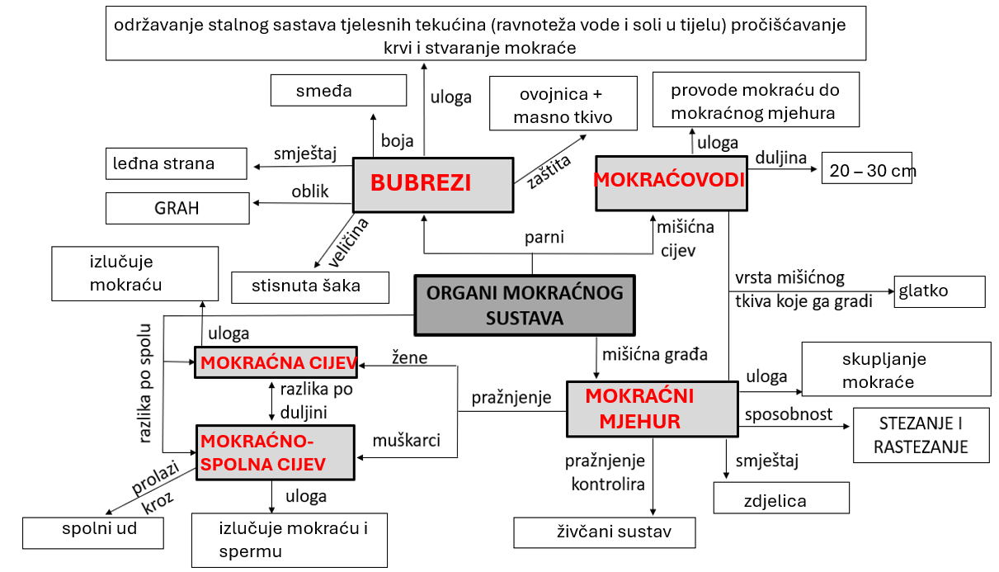 održavanje stalnog sastava tjelesnih tekućina (ravnoteža vode i soli u tijelu) pročišćavanje
krvi i stvaranje mokraće
smeđa
uloga
ovojnica +
masno tkivo
provode mokraću do
mokraćnog mjehura
boja
uloga
leđna strana
smještaj
zaštita
duljina
20 – 30 cm
BUBREZI
MOKRAĆOVODI
GRAH
oblik
veličina
parni
mišićna
cijev
izlučuje
mokraću
stisnuta šaka
ORGANI MOKRAĆNOG
SUSTAVA
vrsta mišićnog
tkiva koje ga gradi
glatko
razlika po spolu
uloga
MOKRAĆNA CIJEV
žene
mišićna građa
skupljanje
mokraće
uloga
razlika po
duljini
pražnjenje
MOKRAĆNI
MJEHUR
sposobnost
STEZANJE I
RASTEZANJE
MOKRAĆNO-
SPOLNA CIJEV
muškarci
pražnjenje
kontrolira
smještaj
prolazi
kroz
uloga
zdjelica
spolni ud
izlučuje mokraću i
spermu
živčani sustav